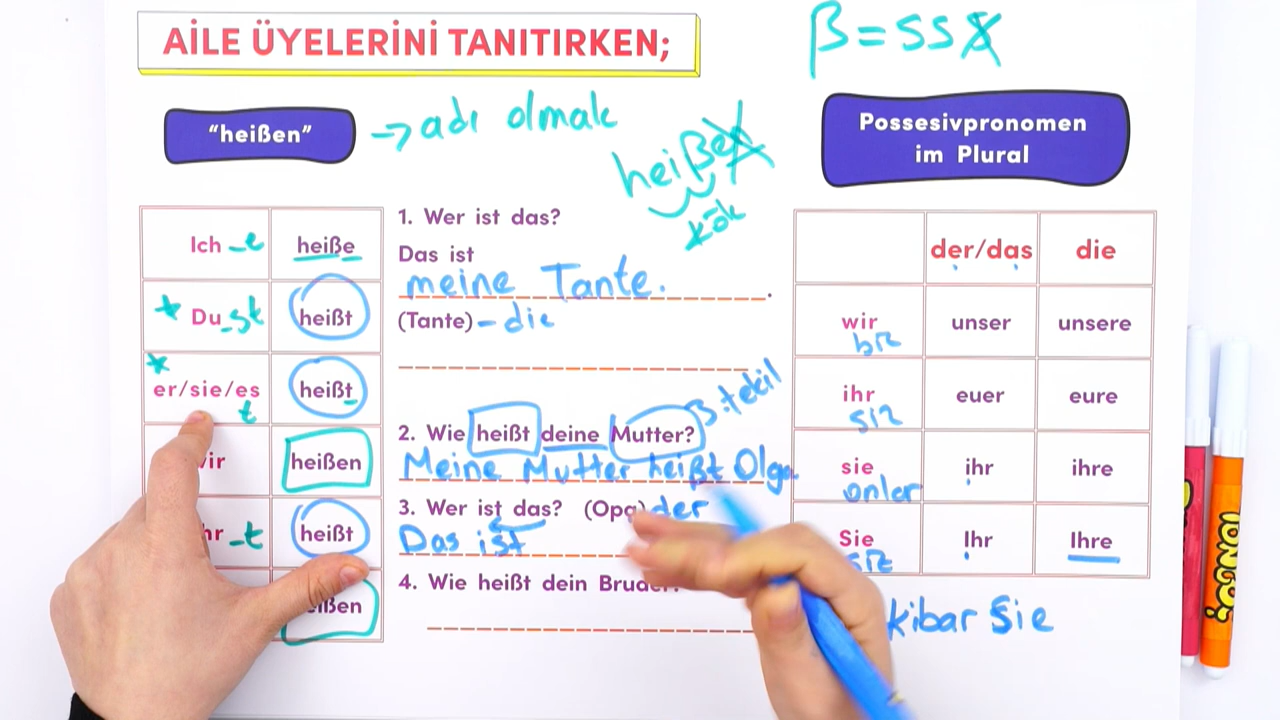 AİLE ÜYELERİNİ TANITIRKEN;
β = ss
"heißen"
→ adı olmak
heißen
kök
Ich -e heiße
* Du -st heißt
* er/sie/es t heißt
wir heißen
ihr -t heißt
heißen
1. Wer ist das?
Das ist
meine Tante.
(Tante) - die
3. tekil
2. Wie heißt deine Mutter?
Meine Mutter heißt Olga
3. Wer ist das? (Opa) der
Das ist
4. Wie heißt dein Bruder?
Possesivpronomen
im Plural
der/das die
wir biz unser unsere
ihr siz euer eure
sie onlar ihr ihre
Sie siz Ihr Ihre
kibar Sie